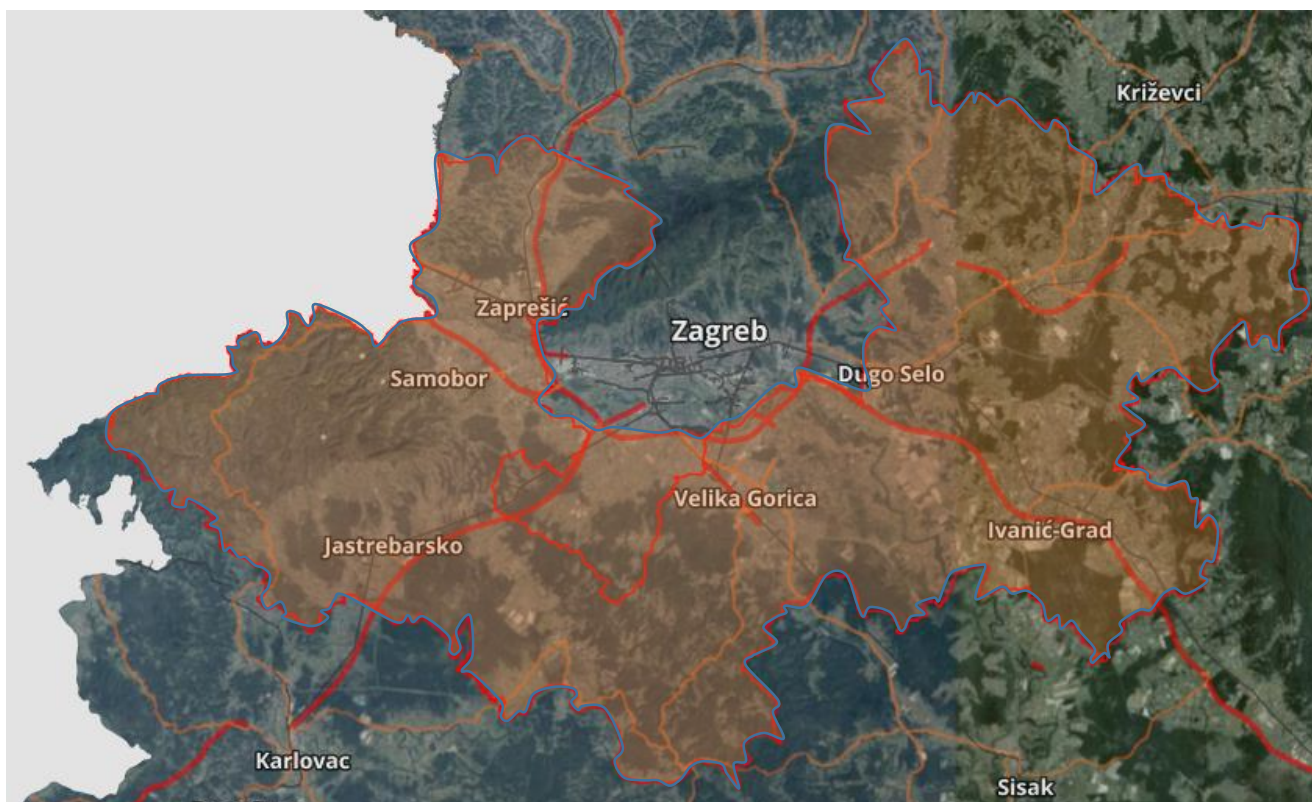 Križevci
Zaprešić
Zagreb
Samobor
Dugo Selo
Velika Gorica
Ivanić-Grad
Jastrebarsko
Karlovac
Sisak